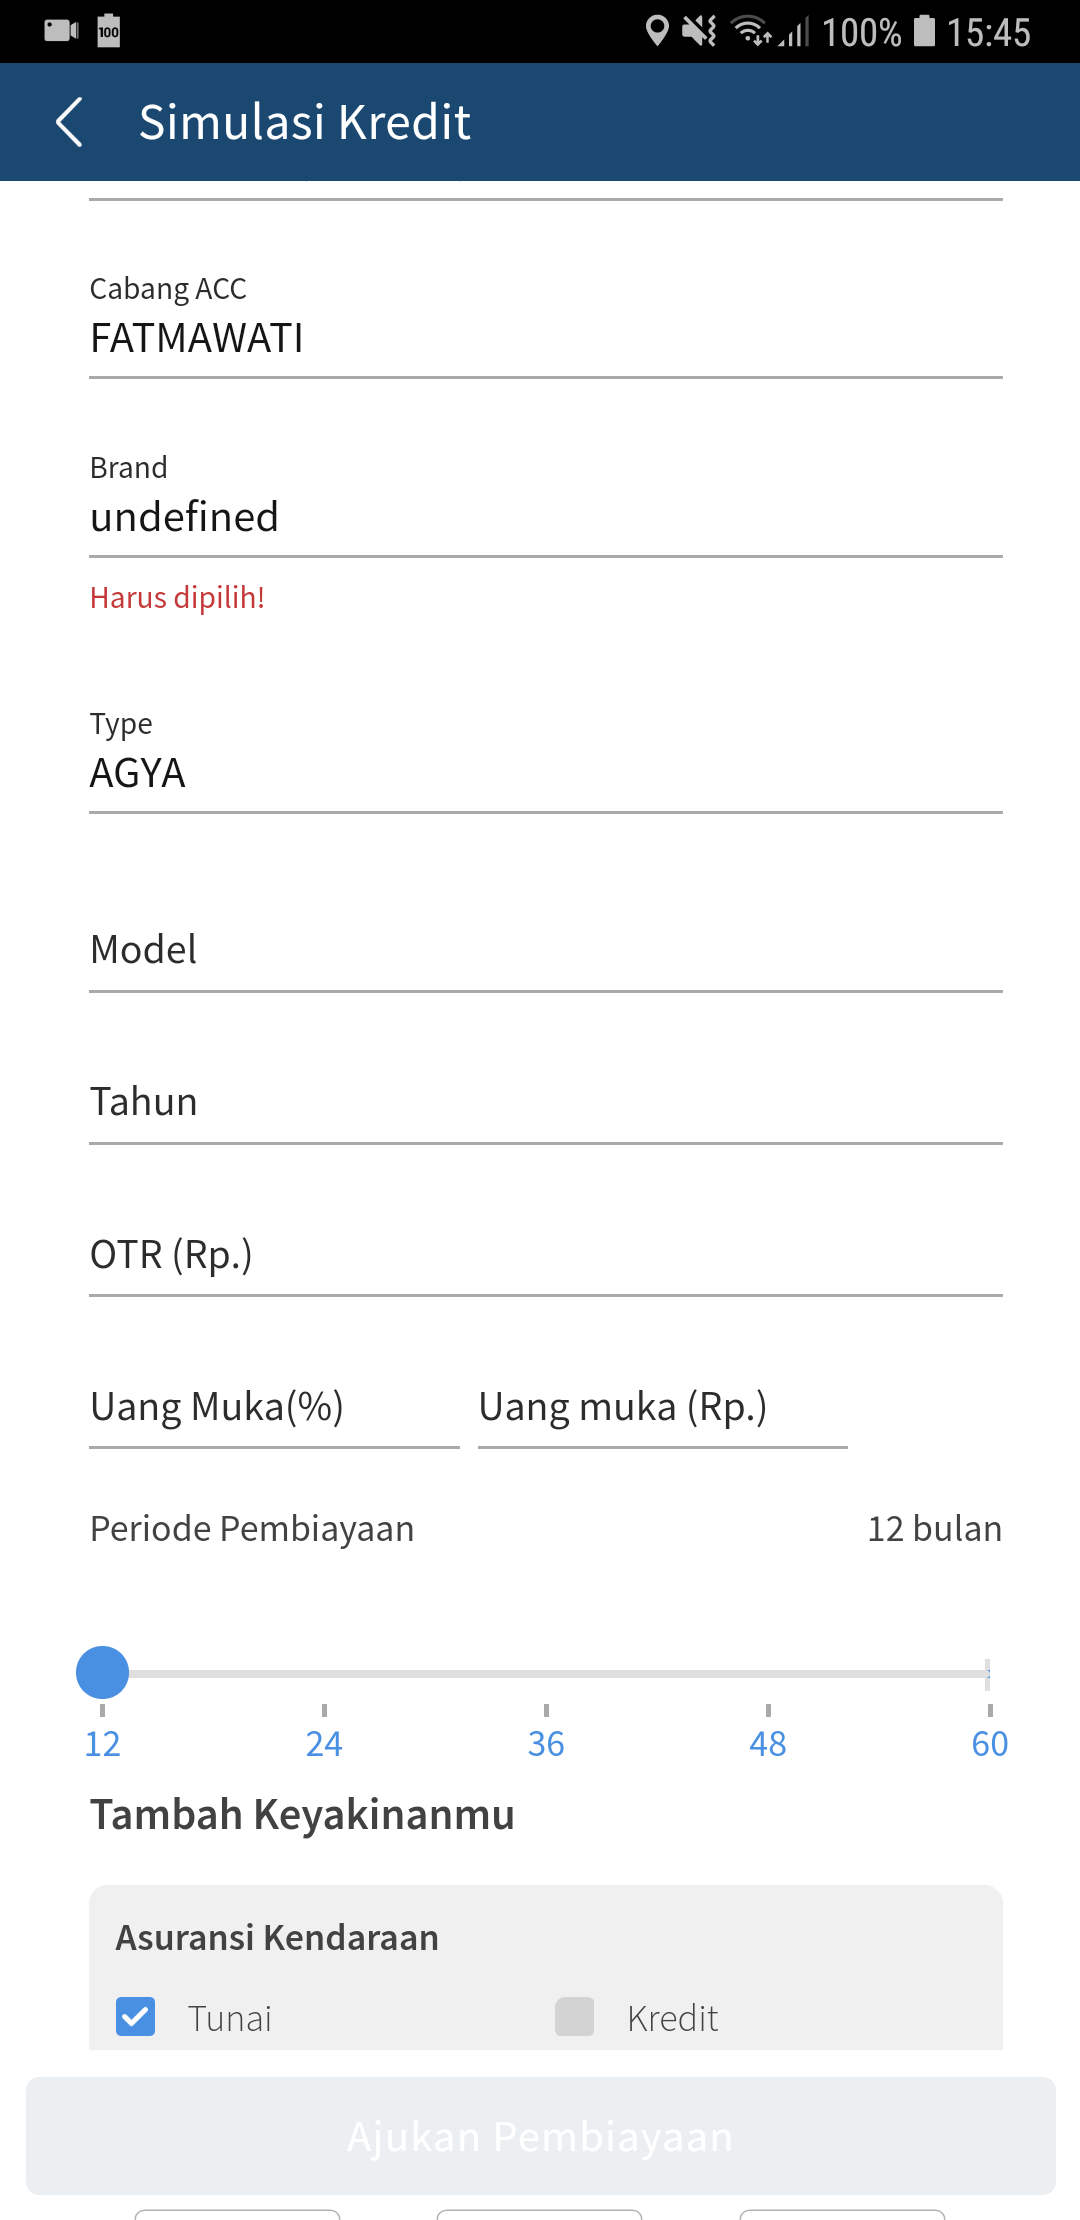 100 100% 15:45
Simulasi Kredit
Cabang ACC
FATMAWATI
Brand
undefined
Harus dipilih!
Type
AGYA
Model
Tahun
OTR (Rp.)
Uang Muka(%) Uang muka (Rp.)
Periode Pembiayaan 12 bulan
12 24 36 48 60
Tambah Keyakinanmu
Asuransi Kendaraan
Tunai Kredit
Ajukan Pembiayaan